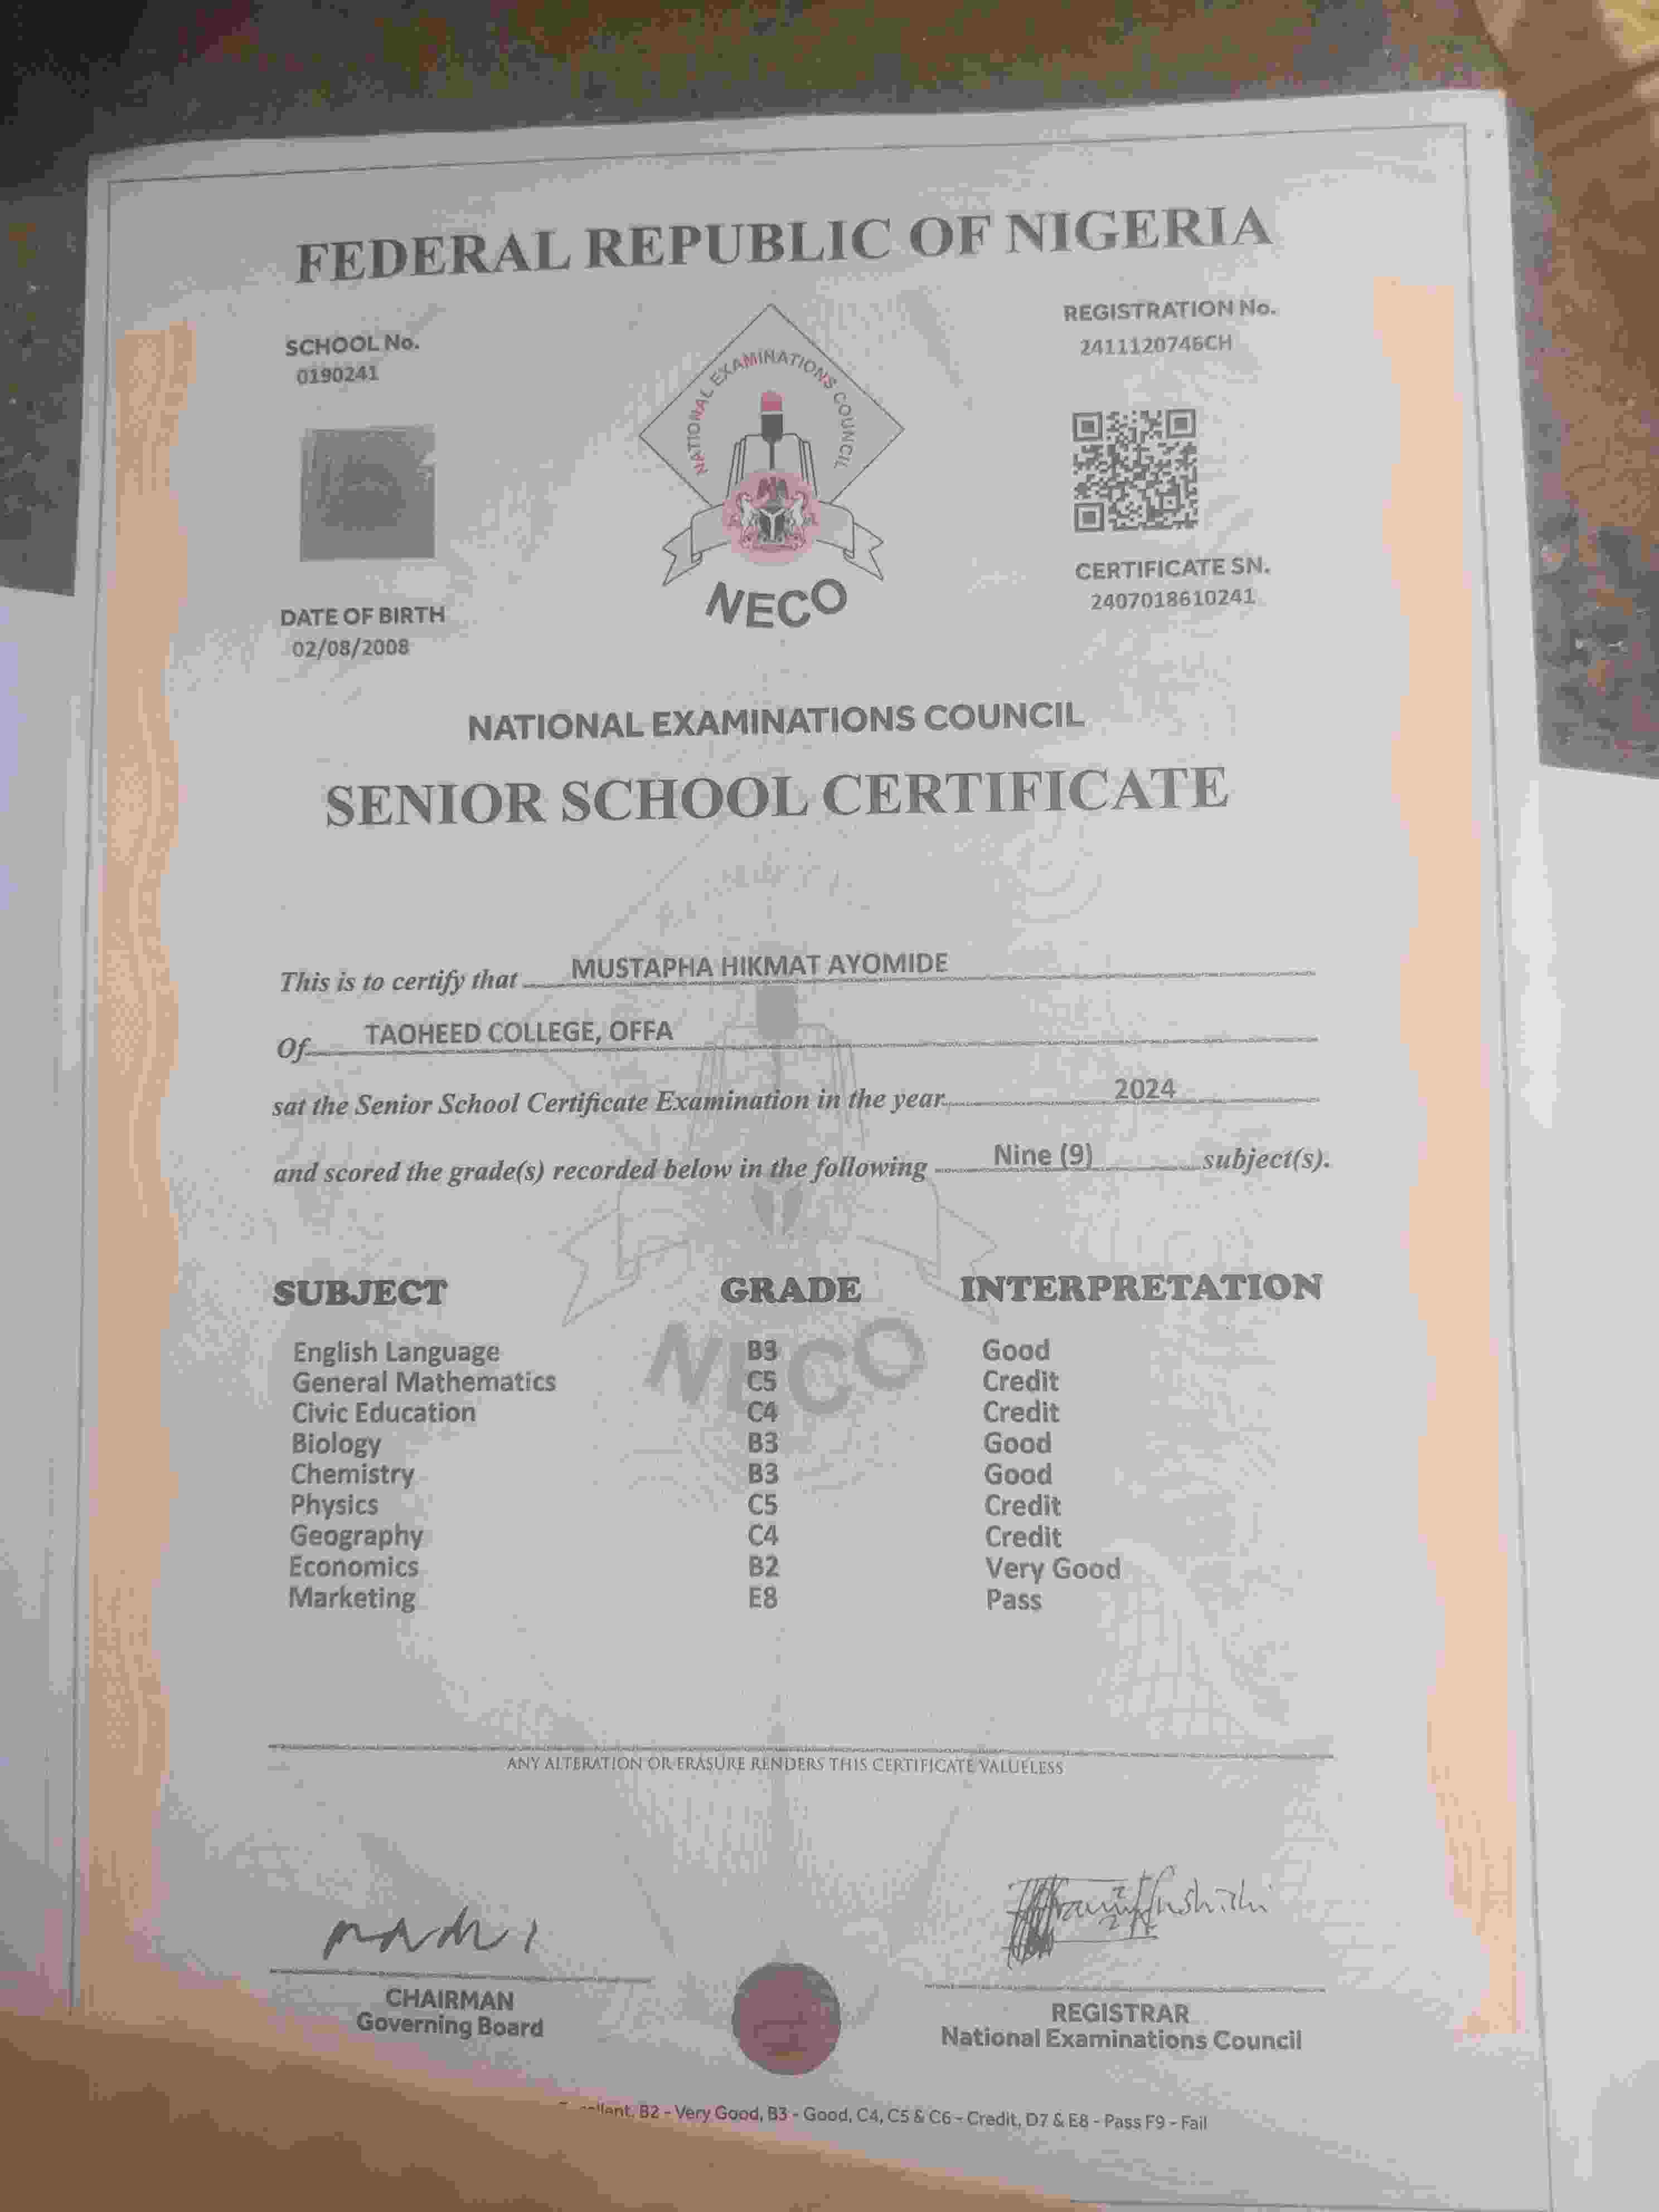 FEDERAL REPUBLIC OF NIGERIA
SCHOOL No.
0190241
REGISTRATION No.
2411120746CH
NATIONAL EXAMINATIONS COUNCIL
NECO
DATE OF BIRTH
02/08/2008
CERTIFICATE SN.
2407018610241
NATIONAL EXAMINATIONS COUNCIL
SENIOR SCHOOL CERTIFICATE
This is to certify that MUSTAPHA HIKMAT AYOMIDE
Of TAOHEED COLLEGE, OFFA
sat the Senior School Certificate Examination in the year 2024
and scored the grade(s) recorded below in the following Nine (9) subject(s).
NECO
SUBJECT GRADE INTERPRETATION
English Language B3 Good
General Mathematics C5 Credit
Civic Education C4 Credit
Biology B3 Good
Chemistry B3 Good
Physics C5 Credit
Geography C4 Credit
Economics B2 Very Good
Marketing E8 Pass
ANY ALTERATION OR ERASURE RENDERS THIS CERTIFICATE VALUELESS
CHAIRMAN
Governing Board
REGISTRAR
National Examinations Council
B2 - Very Good, B3 - Good, C4, C5 & C6 - Credit, D7 & E8 - Pass F9 - Fail